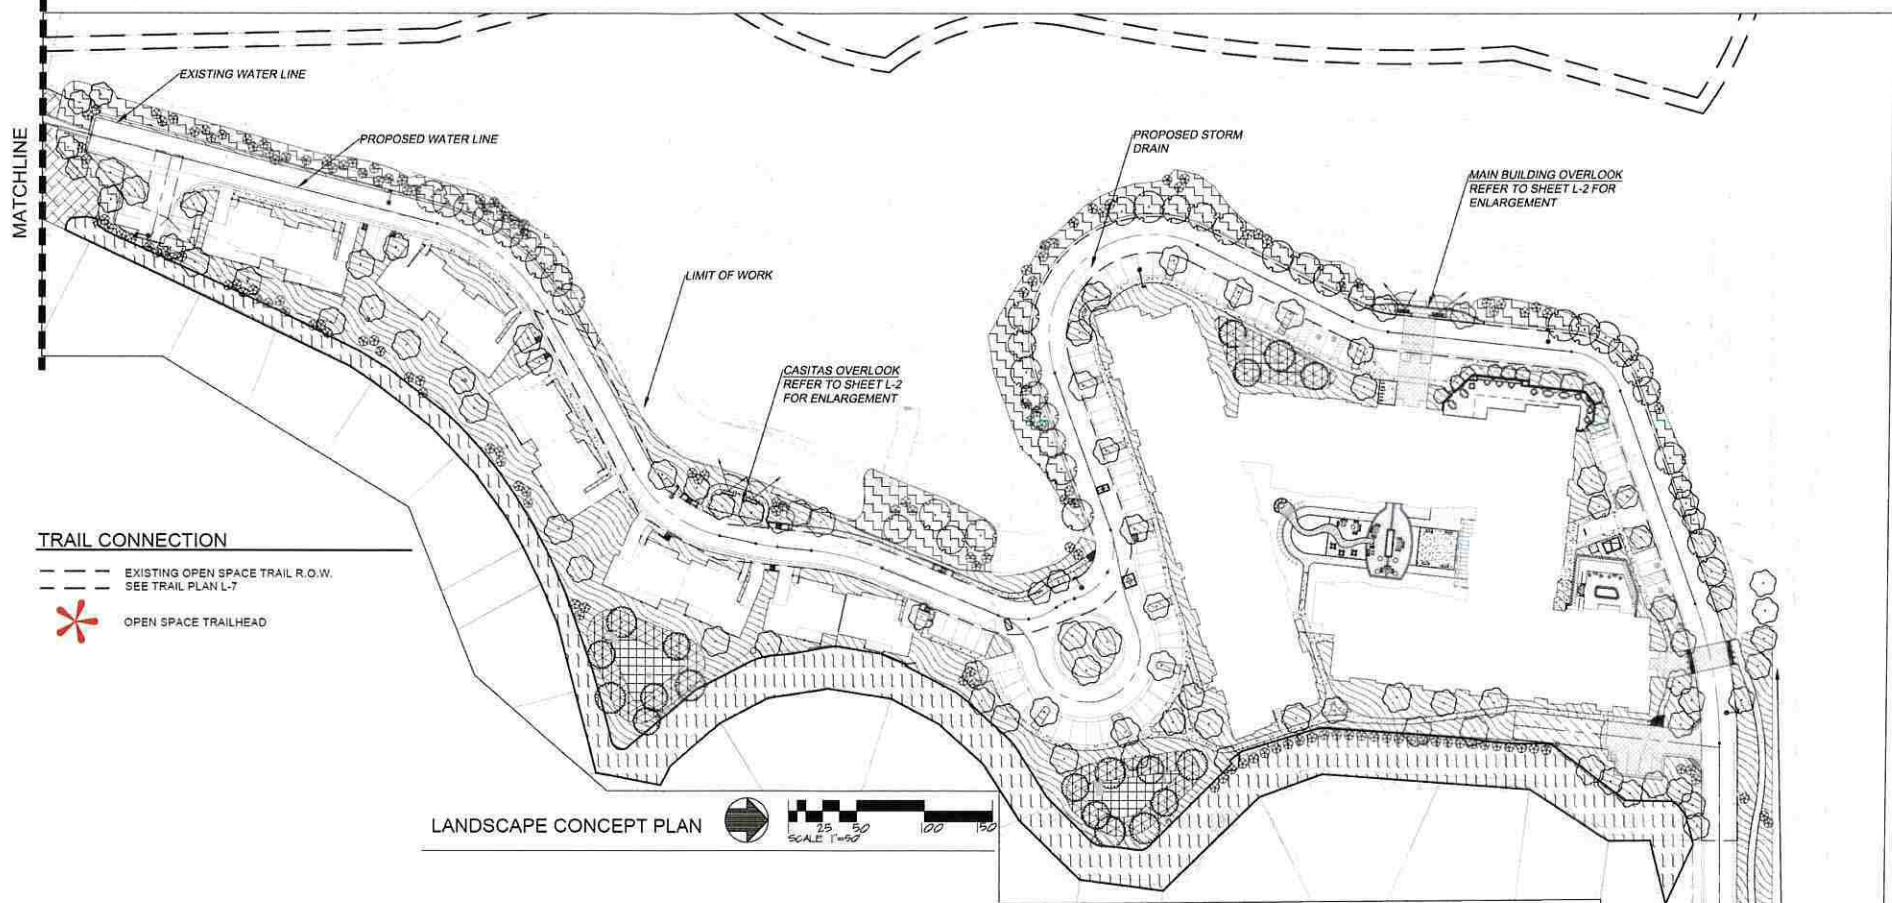 MATCHLINE
EXISTING WATER LINE
PROPOSED WATER LINE
LIMIT OF WORK
CASITAS OVERLOOK
REFER TO SHEET L-2
FOR ENLARGEMENT
PROPOSED STORM
DRAIN
MAIN BUILDING OVERLOOK
REFER TO SHEET L-2 FOR
ENLARGEMENT
TRAIL CONNECTION
EXISTING OPEN SPACE TRAIL R.O.W.
SEE TRAIL PLAN L-7
OPEN SPACE TRAILHEAD
LANDSCAPE CONCEPT PLAN
25 50 100 150
SCALE 1"=50'